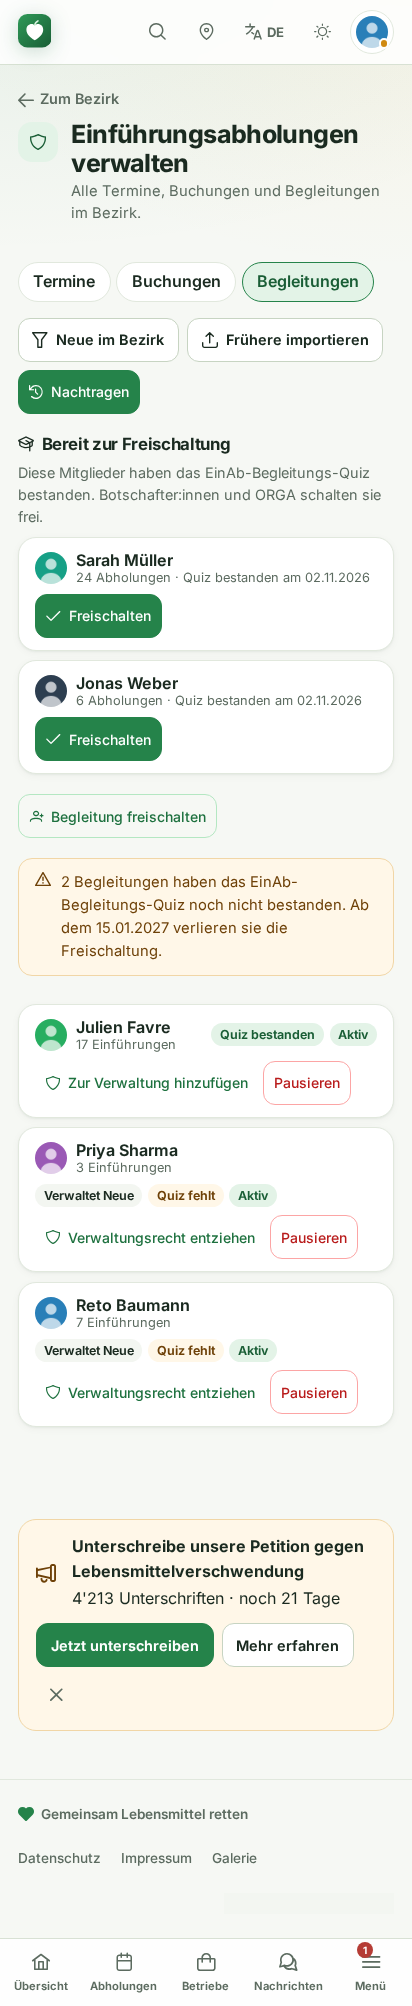 DE
Zum Bezirk
Einführungsabholungen
verwalten
Alle Termine, Buchungen und Begleitungen
im Bezirk.
Termine
Buchungen
Begleitungen
Neue im Bezirk
Frühere importieren
Nachtragen
Bereit zur Freischaltung
Diese Mitglieder haben das EinAb-Begleitungs-Quiz
bestanden. Botschafter:innen und ORGA schalten sie
frei.
Sarah Müller
24 Abholungen · Quiz bestanden am 02.11.2026
Freischalten
Jonas Weber
6 Abholungen · Quiz bestanden am 02.11.2026
Freischalten
Begleitung freischalten
2 Begleitungen haben das EinAb-
Begleitungs-Quiz noch nicht bestanden. Ab
dem 15.01.2027 verlieren sie die
Freischaltung.
Julien Favre
17 Einführungen
Quiz bestanden
Aktiv
Zur Verwaltung hinzufügen
Pausieren
Priya Sharma
3 Einführungen
Verwaltet Neue
Quiz fehlt
Aktiv
Verwaltungsrecht entziehen
Pausieren
Reto Baumann
7 Einführungen
Verwaltet Neue
Quiz fehlt
Aktiv
Verwaltungsrecht entziehen
Pausieren
Unterschreibe unsere Petition gegen
Lebensmittelverschwendung
4'213 Unterschriften · noch 21 Tage
Jetzt unterschreiben
Mehr erfahren
Gemeinsam Lebensmittel retten
Datenschutz
Impressum
Galerie
1
Übersicht
Abholungen
Betriebe
Nachrichten
Menü